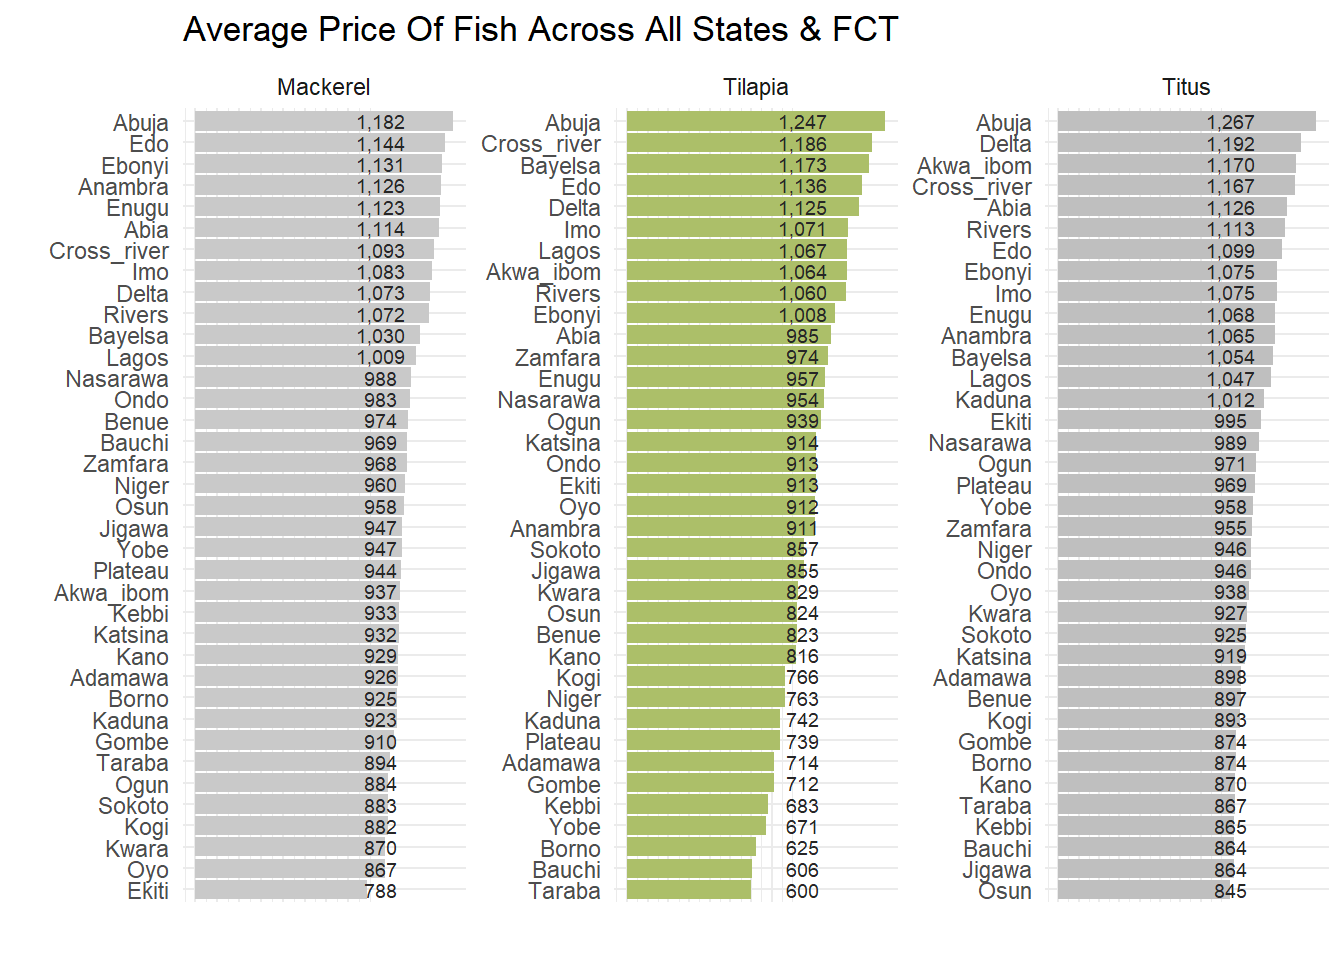 Average Price Of Fish Across All States & FCT
Mackerel
Abuja 1,182
Edo 1,144
Ebonyi 1,131
Anambra 1,126
Enugu 1,123
Abia 1,114
Cross_river 1,093
Imo 1,083
Delta 1,073
Rivers 1,072
Bayelsa 1,030
Lagos 1,009
Nasarawa 988
Ondo 983
Benue 974
Bauchi 969
Zamfara 968
Niger 960
Osun 958
Jigawa 947
Yobe 947
Plateau 944
Akwa_ibom 937
Kebbi 933
Katsina 932
Kano 929
Adamawa 926
Borno 925
Kaduna 923
Gombe 910
Taraba 894
Ogun 884
Sokoto 883
Kogi 882
Kwara 870
Oyo 867
Ekiti 788
Tilapia
Abuja 1,247
Cross_river 1,186
Bayelsa 1,173
Edo 1,136
Delta 1,125
Imo 1,071
Lagos 1,067
Akwa_ibom 1,064
Rivers 1,060
Ebonyi 1,008
Abia 985
Zamfara 974
Enugu 957
Nasarawa 954
Ogun 939
Katsina 914
Ondo 913
Ekiti 913
Oyo 912
Anambra 911
Sokoto 857
Jigawa 855
Kwara 829
Osun 824
Benue 823
Kano 816
Kogi 766
Niger 763
Kaduna 742
Plateau 739
Adamawa 714
Gombe 712
Kebbi 683
Yobe 671
Borno 625
Bauchi 606
Taraba 600
Titus
Abuja 1,267
Delta 1,192
Akwa_ibom 1,170
Cross_river 1,167
Abia 1,126
Rivers 1,113
Edo 1,099
Ebonyi 1,075
Imo 1,075
Enugu 1,068
Anambra 1,065
Bayelsa 1,054
Lagos 1,047
Kaduna 1,012
Ekiti 995
Nasarawa 989
Ogun 971
Plateau 969
Yobe 958
Zamfara 955
Niger 946
Ondo 946
Oyo 938
Kwara 927
Sokoto 925
Katsina 919
Adamawa 898
Benue 897
Kogi 893
Gombe 874
Borno 874
Kano 870
Taraba 867
Kebbi 865
Bauchi 864
Jigawa 864
Osun 845